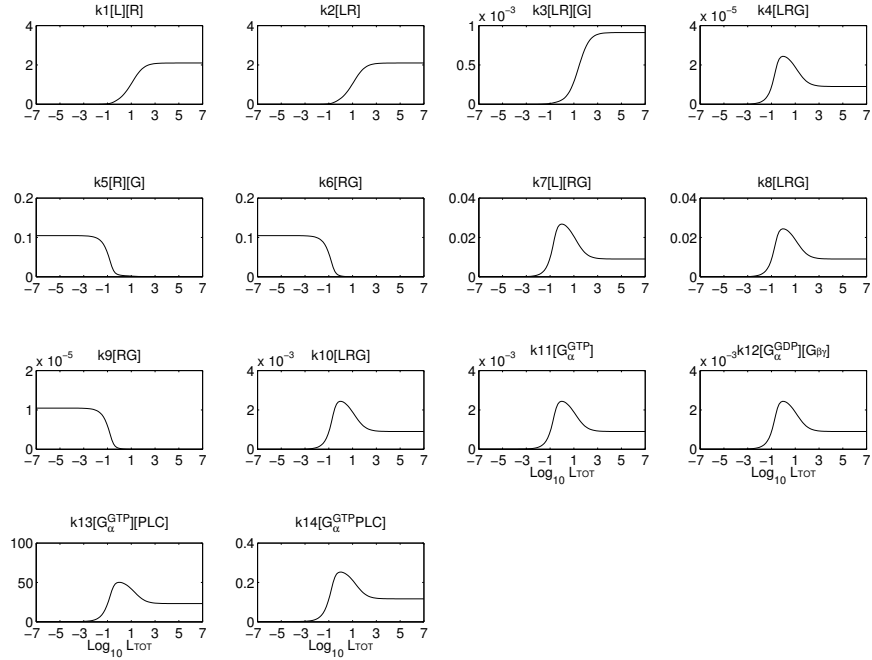 k1[L][R] k2[LR] k3[LR][G] k4[LRG]
x 10⁻³ x 10⁻⁵
4 4 1 4
2 2 0.5 2
0 0 0 0
−7 −5 −3 −1 1 3 5 7 −7 −5 −3 −1 1 3 5 7 −7 −5 −3 −1 1 3 5 7 −7 −5 −3 −1 1 3 5 7
k5[R][G] k6[RG] k7[L][RG] k8[LRG]
0.2 0.2 0.04 0.04
0.1 0.1 0.02 0.02
0 0 0 0
−7 −5 −3 −1 1 3 5 7 −7 −5 −3 −1 1 3 5 7 −7 −5 −3 −1 1 3 5 7 −7 −5 −3 −1 1 3 5 7
x 10⁻⁵ k9[RG] x 10⁻³ k10[LRG] x 10⁻³ k11[G_α^GTP] x 10⁻³ k12[G_α^GDP][G_βγ]
2 4 4 4
1 2 2 2
0 0 0 0
−7 −5 −3 −1 1 3 5 7 −7 −5 −3 −1 1 3 5 7 −7 −5 −3 −1 1 3 5 7 −7 −5 −3 −1 1 3 5 7
Log₁₀ LTOT Log₁₀ LTOT
k13[G_α^GTP][PLC] k14[G_α^GTP PLC]
100 0.4
50 0.2
0 0
−7 −5 −3 −1 1 3 5 7 −7 −5 −3 −1 1 3 5 7
Log₁₀ LTOT Log₁₀ LTOT